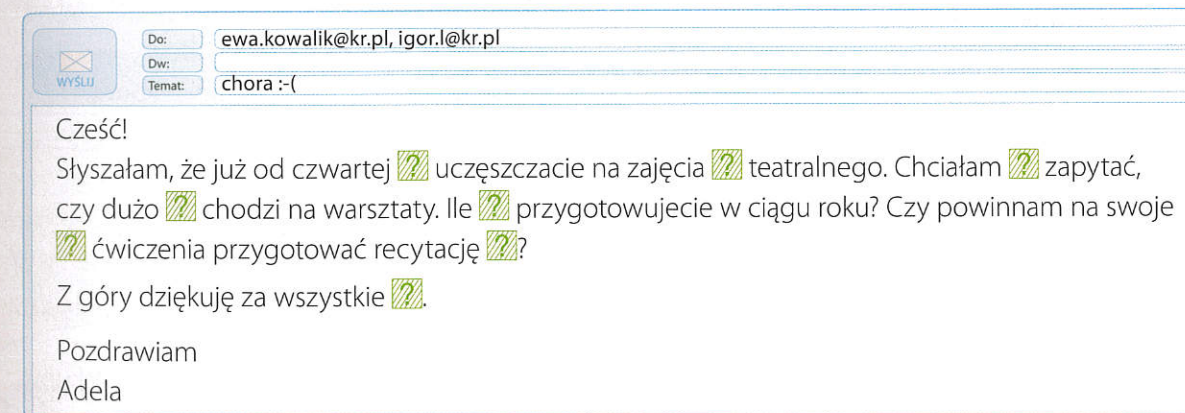 Do: ewa.kowalik@kr.pl, igor.l@kr.pl
Dw:
WYŚLIJ
Temat: chora :-(
Cześć!
Słyszałam, że już od czwartej ? uczęszczacie na zajęcia ? teatralnego. Chciałam ? zapytać,
czy dużo ? chodzi na warsztaty. Ile ? przygotowujecie w ciągu roku? Czy powinnam na swoje
? ćwiczenia przygotować recytację ??
Z góry dziękuję za wszystkie ?.
Pozdrawiam
Adela